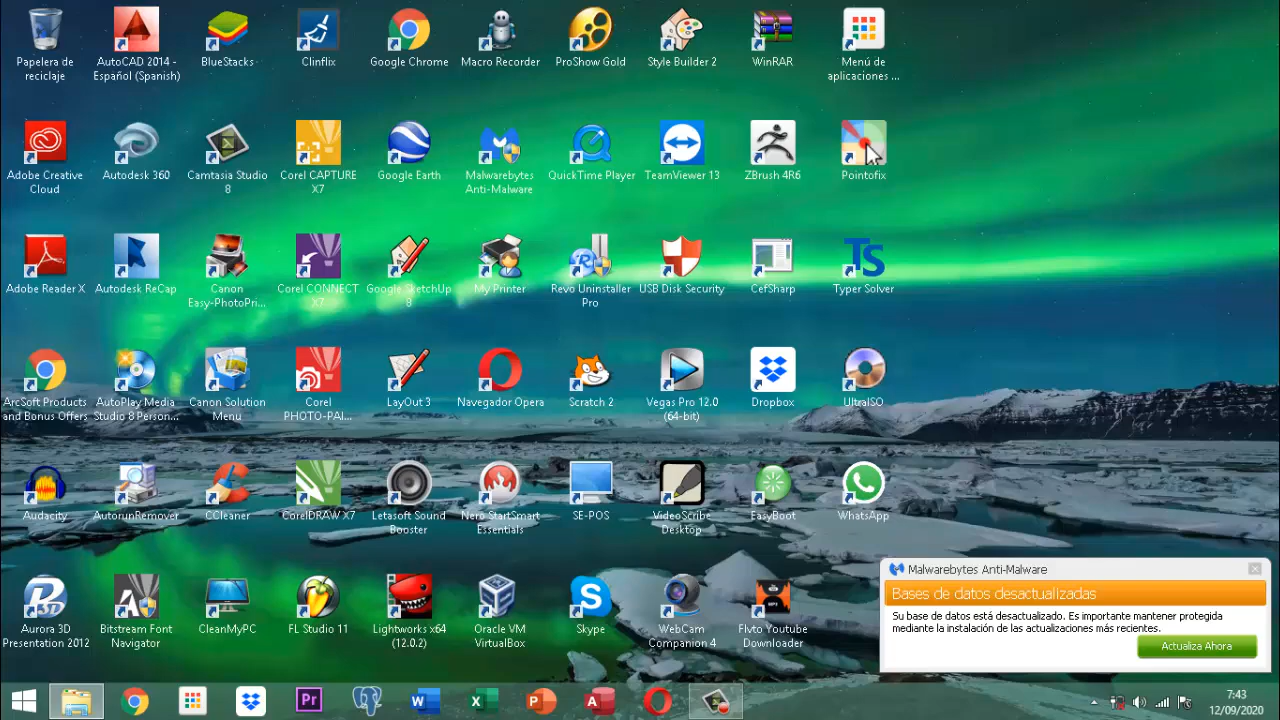 Papelera de
reciclaje
AutoCAD 2014 -
Español (Spanish)
BlueStacks
Clinflix
Google Chrome
Macro Recorder
ProShow Gold
Style Builder 2
WinRAR
Menú de
aplicaciones ...
Adobe Creative
Cloud
Autodesk 360
Camtasia Studio
8
Corel CAPTURE
X7
Google Earth
Malwarebytes
Anti-Malware
QuickTime Player
TeamViewer 13
ZBrush 4R6
Pointofix
Adobe Reader X
Autodesk ReCap
Canon
Easy-PhotoPri...
Corel CONNECT
X7
Google SketchUp
8
My Printer
Revo Uninstaller
Pro
USB Disk Security
CefSharp
TS
Typer Solver
ArcSoft Products
and Bonus Offers
AutoPlay Media
Studio 8 Person...
Canon Solution
Menu
Corel
PHOTO-PAI...
LayOut 3
Navegador Opera
Scratch 2
Vegas Pro 12.0
(64-bit)
Dropbox
UltraISO
Audacity
AutorunRemover
CCleaner
CorelDRAW X7
Letasoft Sound
Booster
Nero StartSmart
Essentials
SE-POS
VideoScribe
Desktop
EasyBoot
WhatsApp
Aurora 3D
Presentation 2012
Bitstream Font
Navigator
CleanMyPC
FL Studio 11
Lightworks x64
(12.0.2)
Oracle VM
VirtualBox
Skype
WebCam
Companion 4
Flvto Youtube
Downloader
Malwarebytes Anti-Malware
Bases de datos desactualizadas
Su base de datos está desactualizado. Es importante mantener protegida
mediante la instalación de las actualizaciones más recientes.
Actualiza Ahora
Pr
7:43
12/09/2020